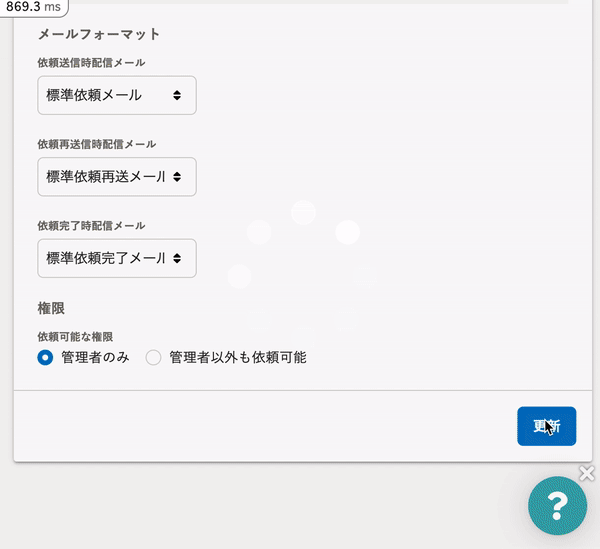 869.3 ms
メールフォーマット
依頼送信時配信メール
標準依頼メール
依頼再送信時配信メール
標準依頼再送メール
依頼完了時配信メール
標準依頼完了メール
権限
依頼可能な権限
管理者のみ 管理者以外も依頼可能
更新
?